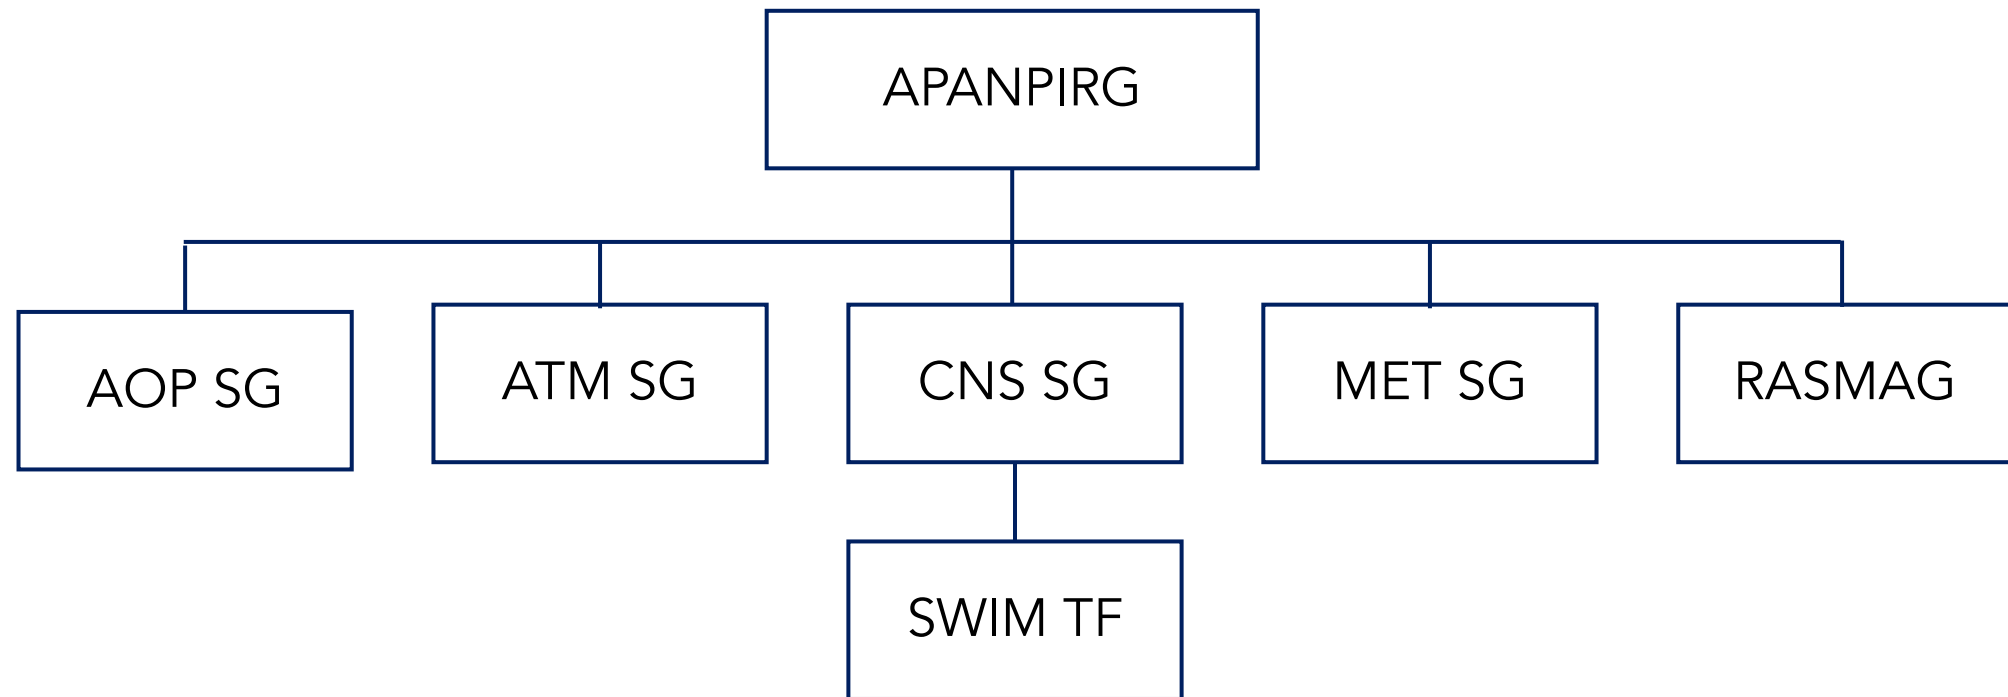 APANPIRG
AOP SG
ATM SG
CNS SG
MET SG
RASMAG
SWIM TF